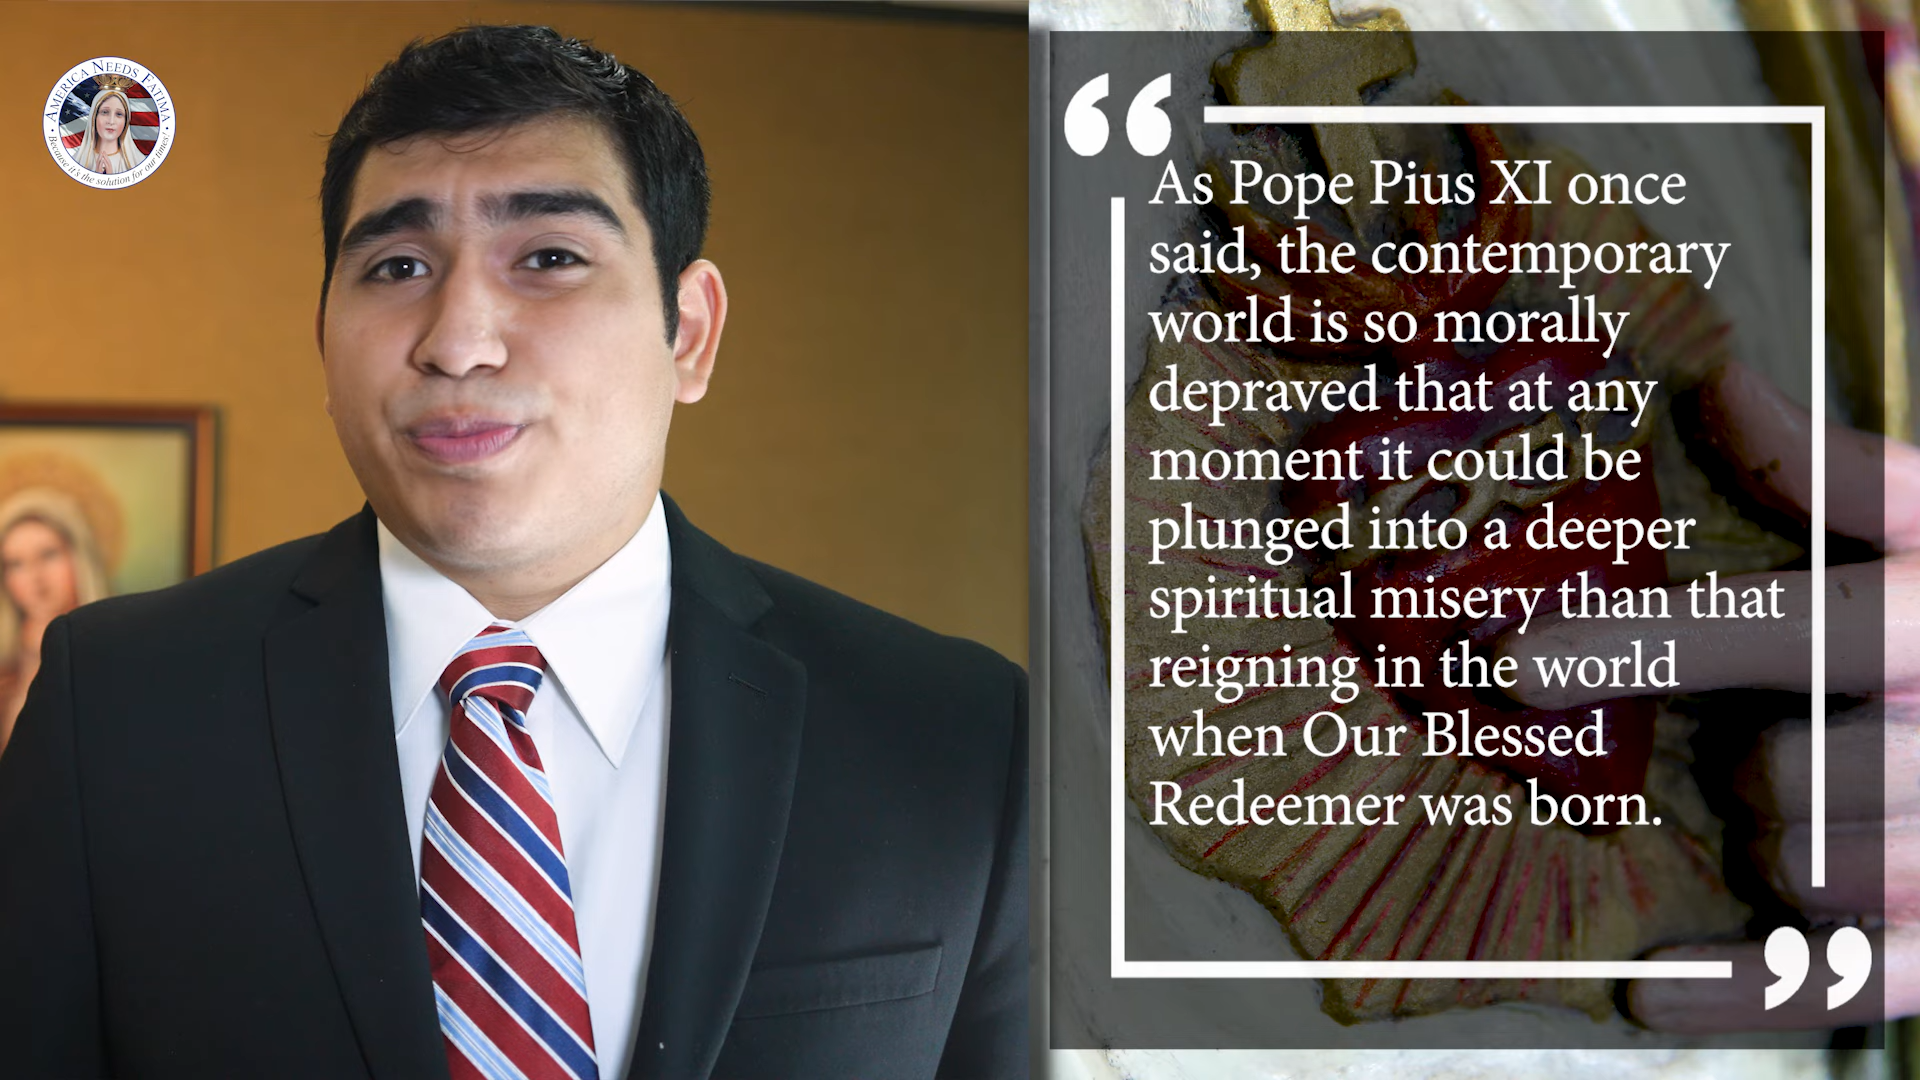 AMERICA NEEDS FATIMA
Because it's the solution for our times!
“
As Pope Pius XI once
said, the contemporary
world is so morally
depraved that at any
moment it could be
plunged into a deeper
spiritual misery than that
reigning in the world
when Our Blessed
Redeemer was born.
”